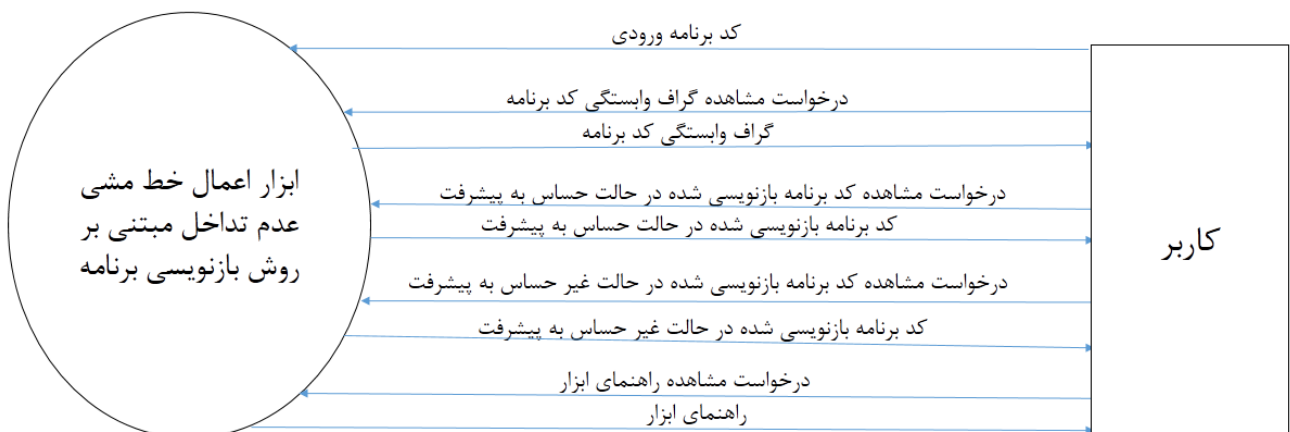 کد برنامه ورودی
درخواست مشاهده گراف وابستگی کد برنامه
گراف وابستگی کد برنامه
درخواست مشاهده کد برنامه بازنویسی شده در حالت حساس به پیشرفت
کد برنامه بازنویسی شده در حالت حساس به پیشرفت
درخواست مشاهده کد برنامه بازنویسی شده در حالت غیر حساس به پیشرفت
کد برنامه بازنویسی شده در حالت غیر حساس به پیشرفت
درخواست مشاهده راهنمای ابزار
راهنمای ابزار
کاربر
ابزار اعمال خط مشی
عدم تداخل مبتنی بر
روش بازنویسی برنامه